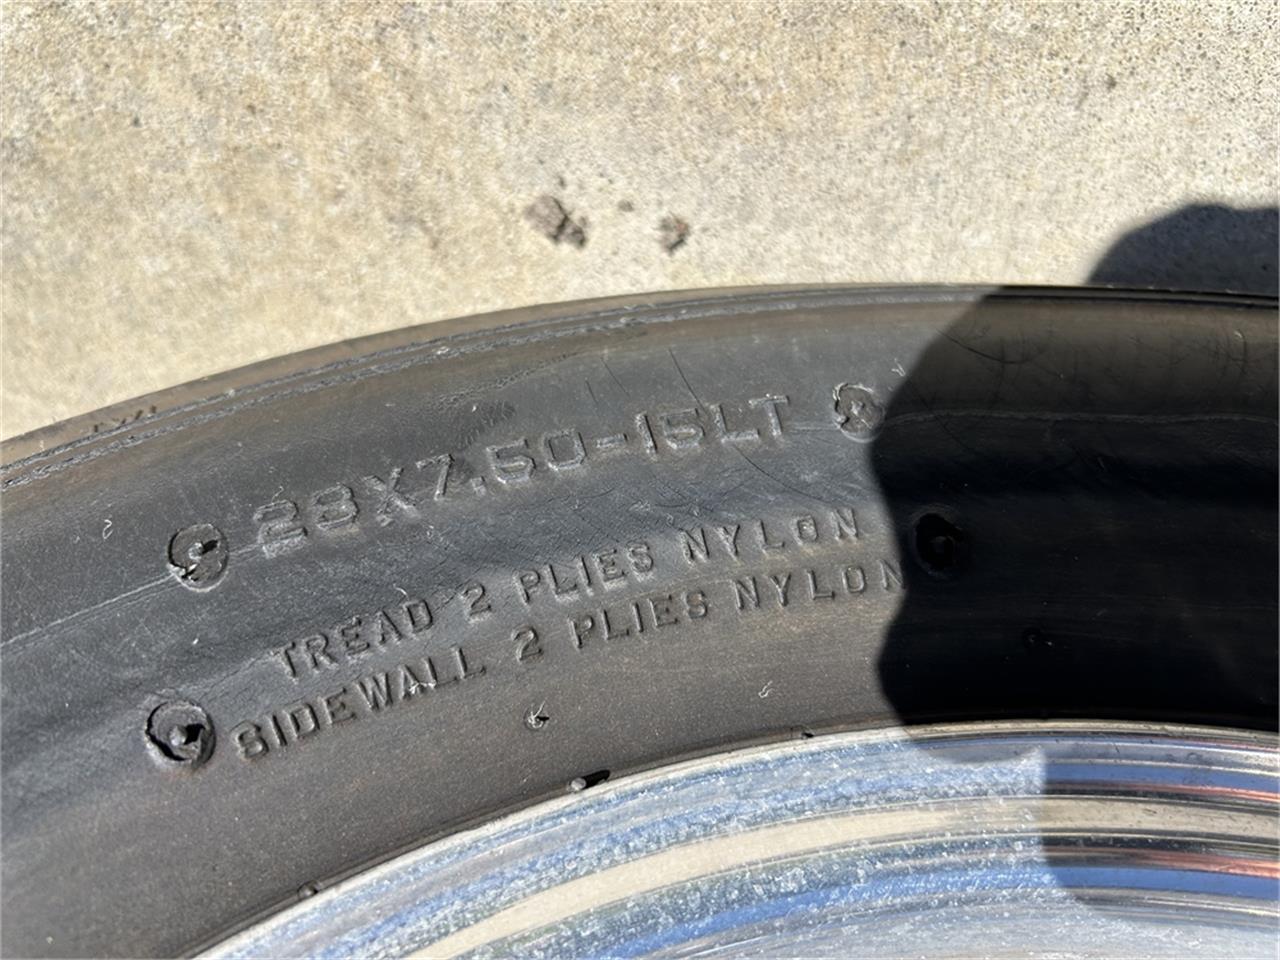 28X7.50-15LT
TREAD 2 PLIES NYLON
SIDEWALL 2 PLIES NYLON